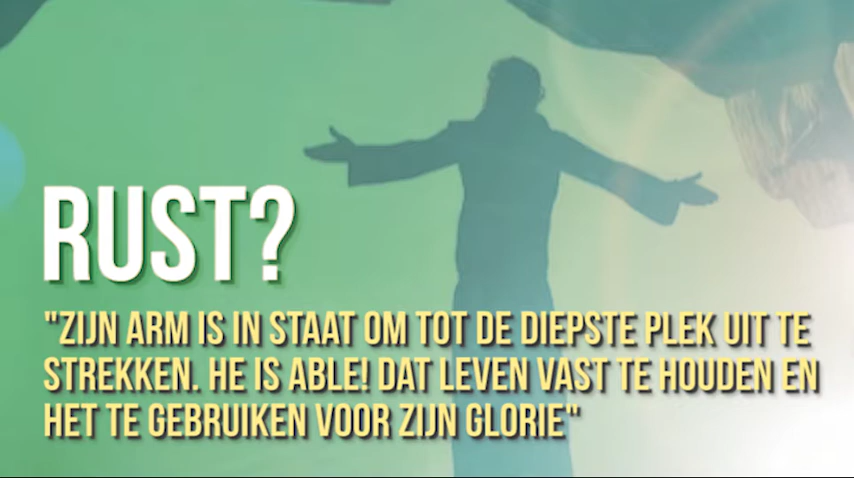 RUST?
"ZIJN ARM IS IN STAAT OM TOT DE DIEPSTE PLEK UIT TE
STREKKEN. HE IS ABLE! DAT LEVEN VAST TE HOUDEN EN
HET TE GEBRUIKEN VOOR ZIJN GLORIE"